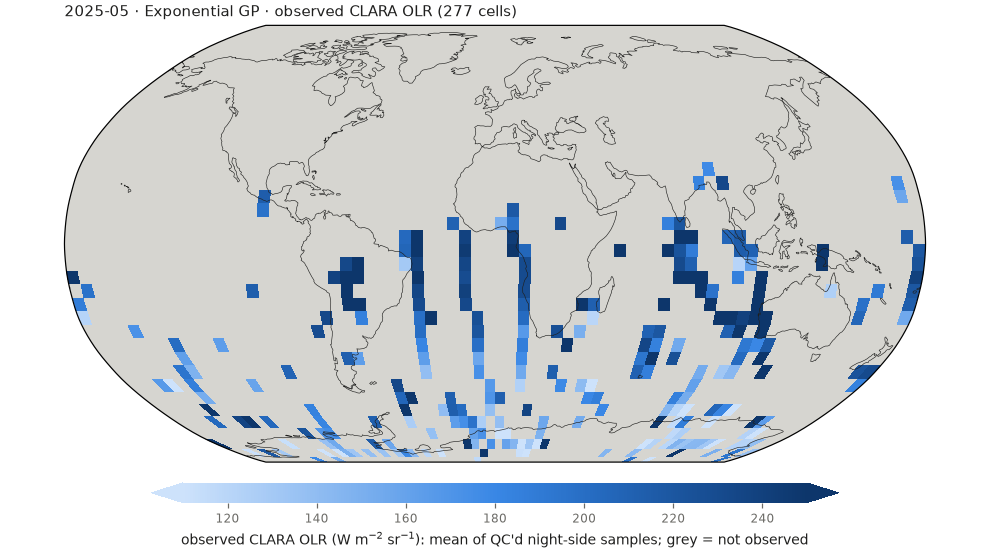 2025-05 · Exponential GP · observed CLARA OLR (277 cells)
120 140 160 180 200 220 240
observed CLARA OLR (W m⁻² sr⁻¹): mean of QC'd night-side samples; grey = not observed